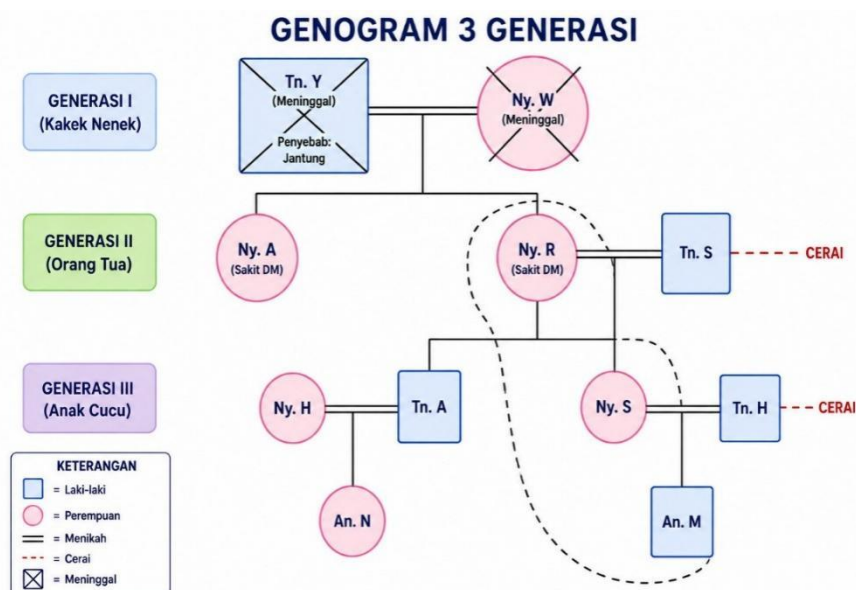 GENOGRAM 3 GENERASI
GENERASI I
(Kakek Nenek)
Tn. Y
(Meninggal)
Penyebab:
Jantung
Ny. W
(Meninggal)
GENERASI II
(Orang Tua)
Ny. A
(Sakit DM)
Ny. R
(Sakit DM)
Tn. S
CERAI
GENERASI III
(Anak Cucu)
Ny. H
Tn. A
Ny. S
Tn. H
CERAI
An. N
An. M
KETERANGAN
= Laki-laki
= Perempuan
= Menikah
= Cerai
= Meninggal